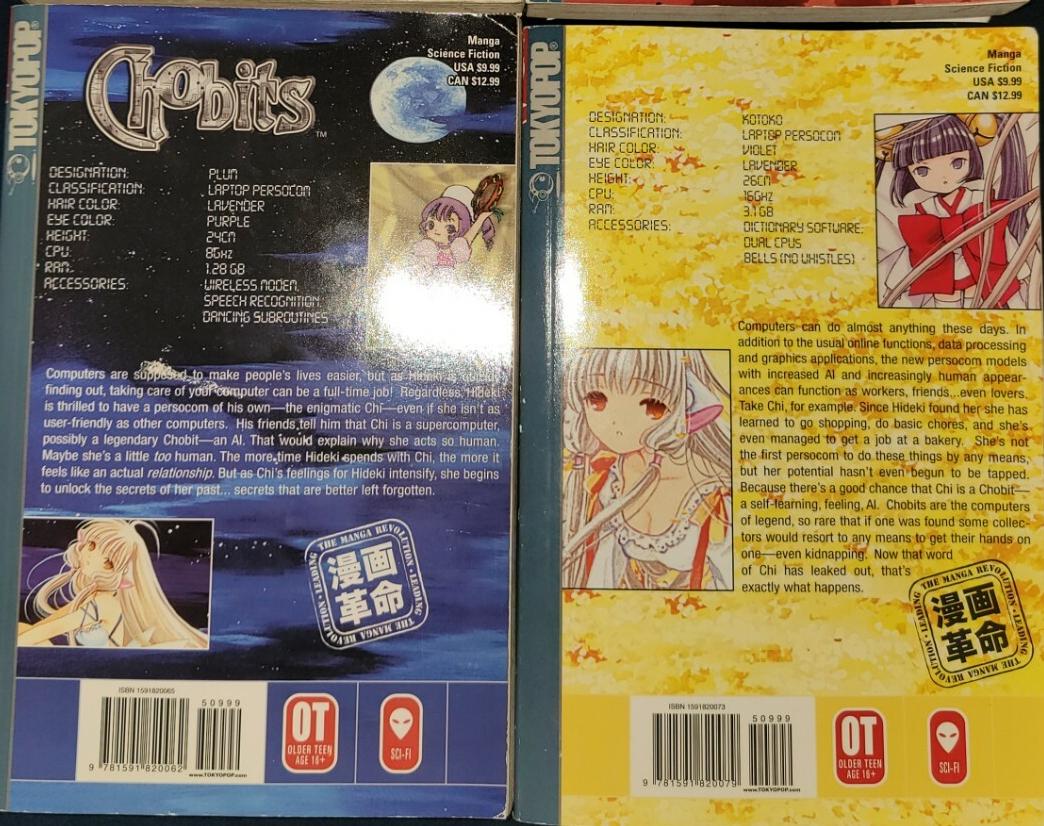 TOKYOPOP®
Chobits™
Manga
Science Fiction
USA $9.99
CAN $12.99
DESIGNATION: PLUM
CLASSIFICATION: LAPTOP PERSOCOM
HAIR COLOR: LAVENDER
EYE COLOR: PURPLE
HEIGHT: 24CM
CPU: 8GHz
RAM: 1.28 GB
ACCESSORIES: WIRELESS MODEM,
SPEECH RECOGNITION,
DANCING SUBROUTINES
Computers are supposed to make people's lives easier, but as Hideki is
finding out, taking care of your computer can be a full-time job! Regardless, Hideki
is thrilled to have a persocom of his own—the enigmatic Chi—even if she isn't as
user-friendly as other computers. His friends tell him that Chi is a supercomputer,
possibly a legendary Chobit—an AI. That would explain why she acts so human.
Maybe she's a little too human. The more time Hideki spends with Chi, the more it
feels like an actual relationship. But as Chi's feelings for Hideki intensify, she begins
to unlock the secrets of her past... secrets that are better left forgotten.
LEADING · THE MANGA REVOLUTION · LEADING · THE MANGA REVOLUTION ·
漫画
革命
ISBN 1591820065
50999
9 781591 820062
www.TOKYOPOP.com
OT
OLDER TEEN
AGE 16+
SCI-FI
TOKYOPOP®
Manga
Science Fiction
USA $9.99
CAN $12.99
DESIGNATION: KOTOKO
CLASSIFICATION: LAPTOP PERSOCOM
HAIR COLOR: VIOLET
EYE COLOR: LAVENDER
HEIGHT: 26CM
CPU: 16GHz
RAM: 3.1 GB
ACCESSORIES: DICTIONARY SOFTWARE,
DUAL CPUS
BELLS (NO WHISTLES)
Computers can do almost anything these days. In
addition to the usual online functions, data processing
and graphics applications, the new persocom models
with increased AI and increasingly human appear-
ances can function as workers, friends...even lovers.
Take Chi, for example. Since Hideki found her she has
learned to go shopping, do basic chores, and she's
even managed to get a job at a bakery. She's not
the first persocom to do these things by any means,
but her potential hasn't even begun to be tapped.
Because there's a good chance that Chi is a Chobit—
a self-learning, feeling, AI. Chobits are the computers
of legend, so rare that if one was found some collec-
tors would resort to any means to get their hands on
one—even kidnapping. Now that word
of Chi has leaked out, that's
exactly what happens.
LEADING · THE MANGA REVOLUTION · LEADING · THE MANGA REVOLUTION ·
漫画
革命
ISBN 1591820073
50999
9 781591 820079
www.TOKYOPOP.com
OT
OLDER TEEN
AGE 16+
SCI-FI